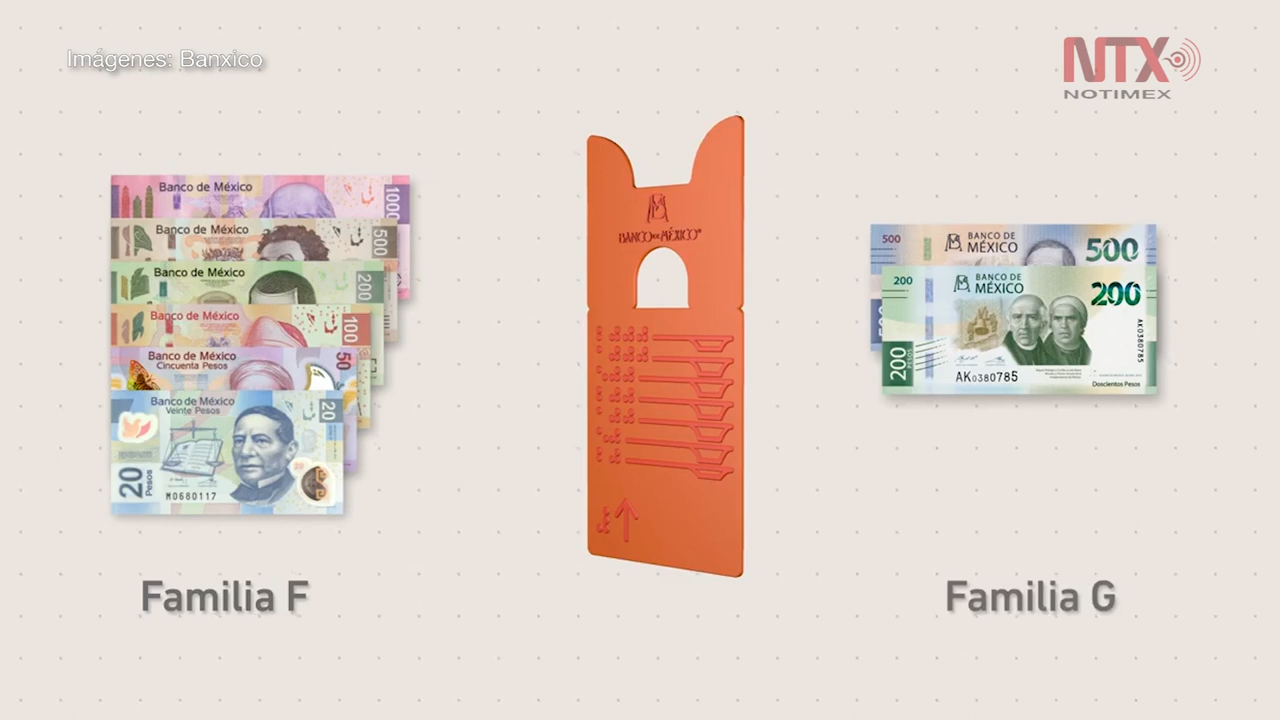 Imágenes: Banxico
NTX
NOTIMEX
Banco de México
1000
Banco de México
500
Banco de México
200
Banco de México
100
Banco de México
Cincuenta Pesos
50
Banco de México
Veinte Pesos
20
20
Pesos
M0680117
BANCO DE MÉXICO
500
BANCO DE
MÉXICO
500
200
BANCO DE
MÉXICO
200
AK0380785
200
PESOS
AK0380785
Doscientos Pesos
Familia F
Familia G